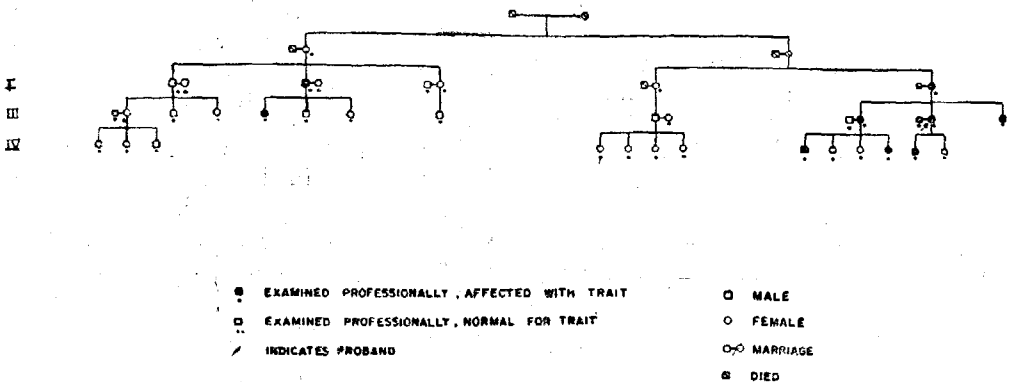 II
III
IV
EXAMINED PROFESSIONALLY, AFFECTED WITH TRAIT
EXAMINED PROFESSIONALLY, NORMAL FOR TRAIT
INDICATES PROBAND
MALE
FEMALE
MARRIAGE
DIED